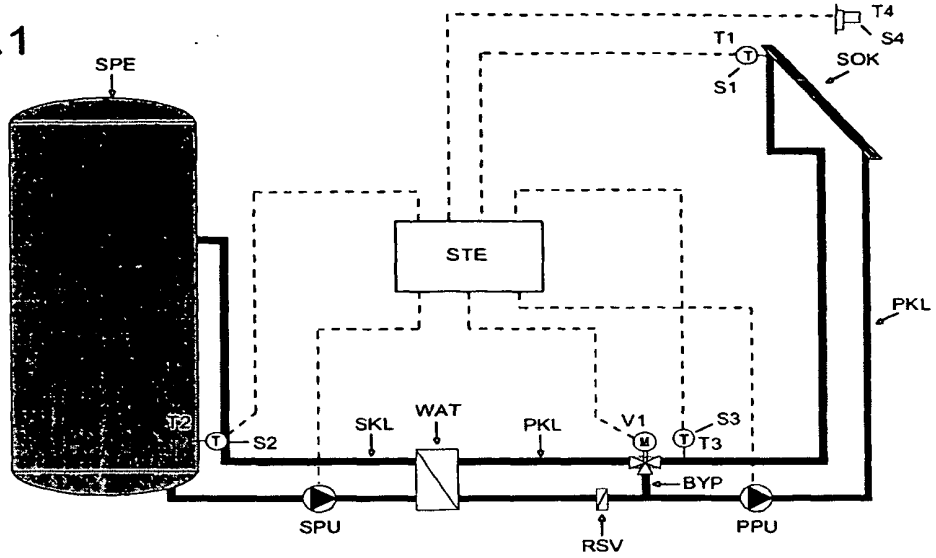 .1
SPE
T1
T4
S4
S1
SOK
STE
PKL
T2
T
S2
SKL
WAT
PKL
V1
M
T
S3
T3
BYP
SPU
RSV
PPU
T